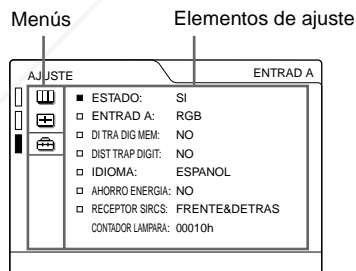 Menús Elementos de ajuste
AJUSTE ENTRAD A
ESTADO: SI
ENTRAD A: RGB
DI TRA DIG MEM: NO
DIST TRAP DIGIT: NO
IDIOMA: ESPANOL
AHORRO ENERGIA: NO
RECEPTOR SIRCS: FRENTE&DETRAS
CONTADOR LAMPARA: 00010h